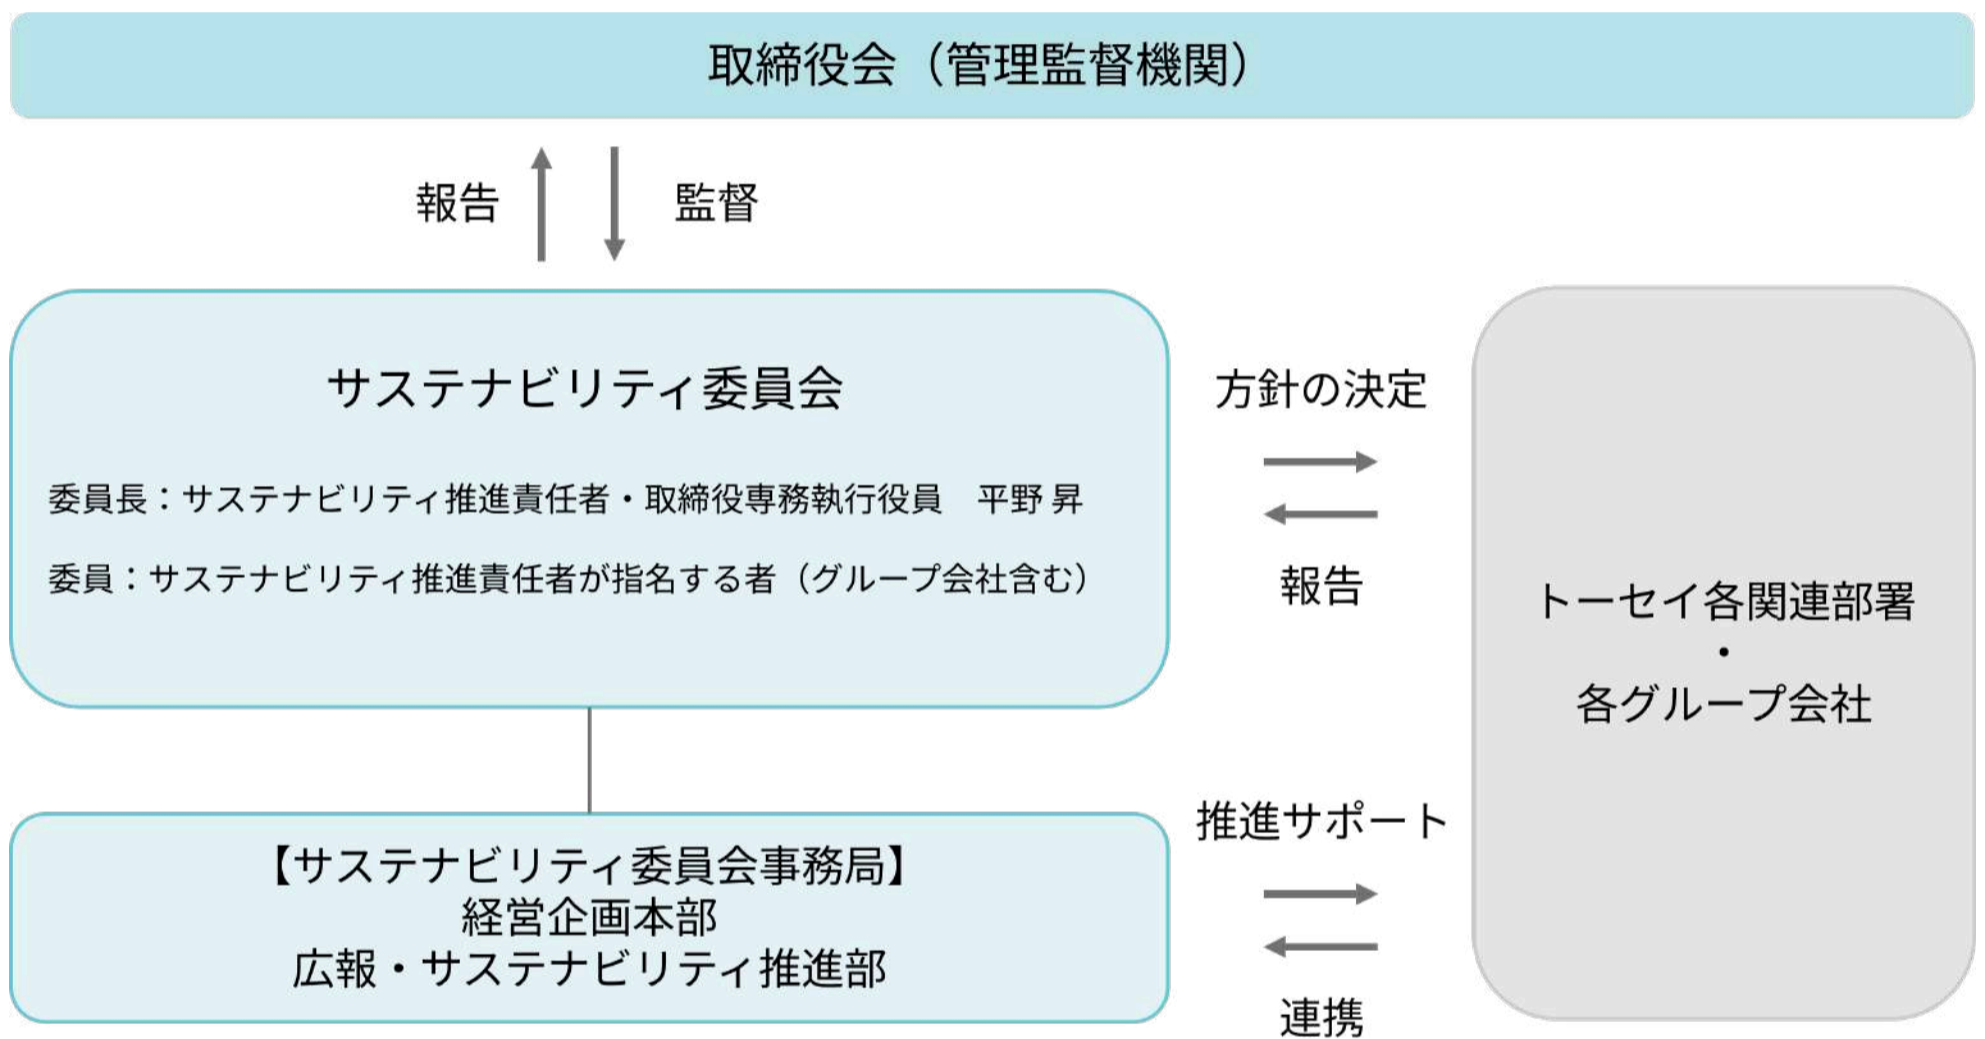 取締役会（管理監督機関）
報告
監督
サステナビリティ委員会
委員長：サステナビリティ推進責任者・取締役専務執行役員　平野 昇
委員：サステナビリティ推進責任者が指名する者（グループ会社含む）
方針の決定
報告
トーセイ各関連部署
・
各グループ会社
【サステナビリティ委員会事務局】
経営企画本部
広報・サステナビリティ推進部
推進サポート
連携